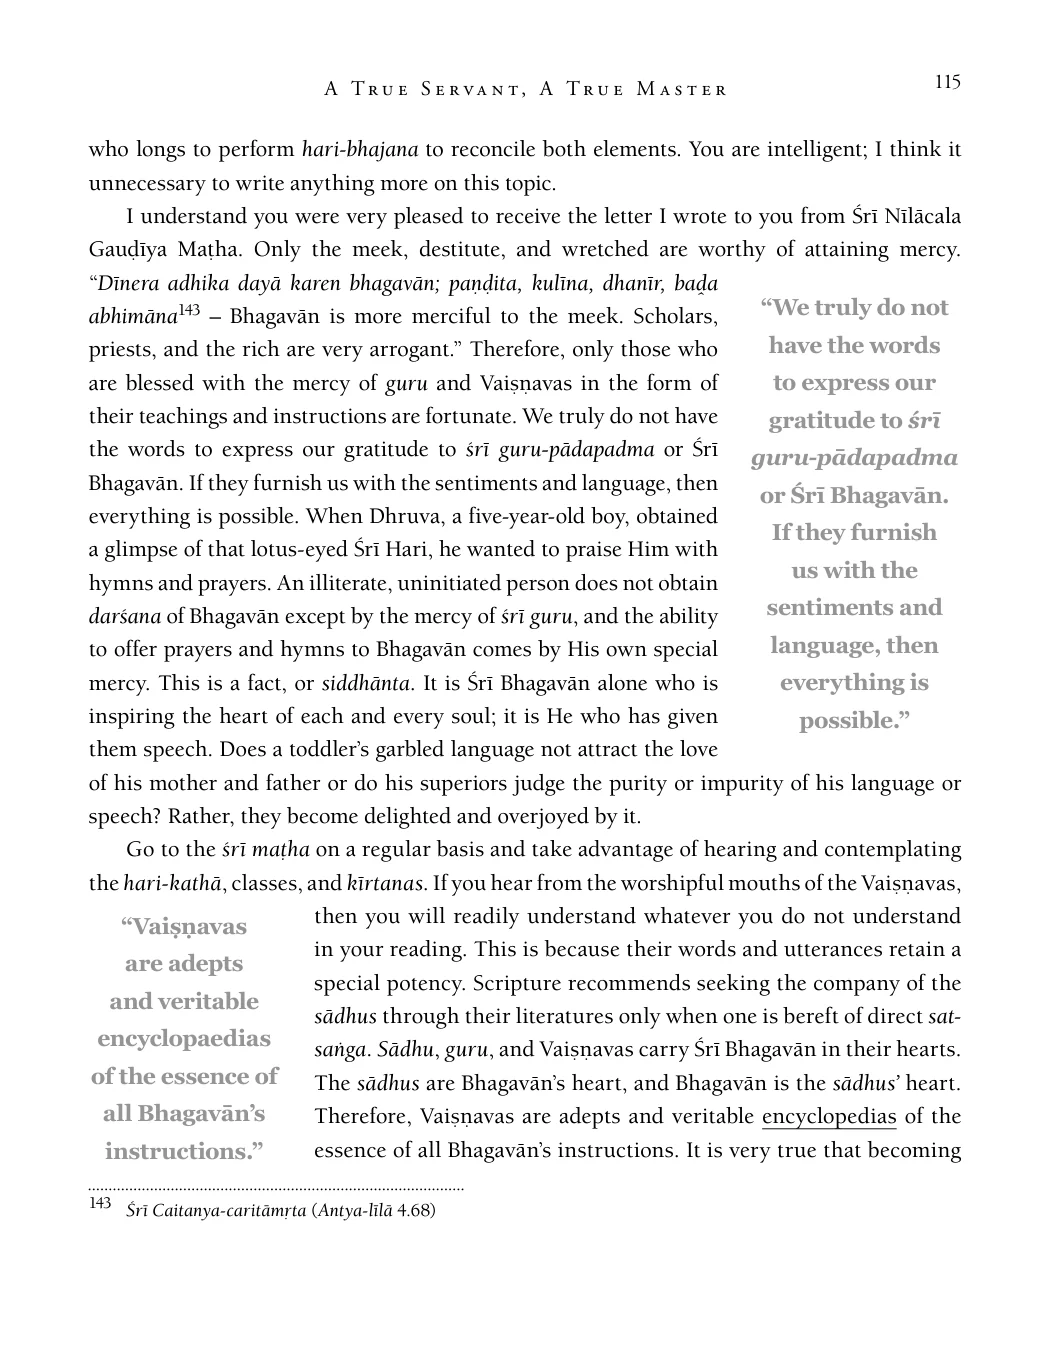 A True Servant, A True Master
115
who longs to perform hari-bhajana to reconcile both elements. You are intelligent; I think it
unnecessary to write anything more on this topic.
I understand you were very pleased to receive the letter I wrote to you from Śrī Nīlācala
Gauḍīya Maṭha. Only the meek, destitute, and wretched are worthy of attaining mercy.
“Dīnera adhika dayā karen bhagavān; paṇḍita, kulīna, dhanīr, baḓa
abhimāna143 – Bhagavān is more merciful to the meek. Scholars,
priests, and the rich are very arrogant.” Therefore, only those who
are blessed with the mercy of guru and Vaiṣṇavas in the form of
their teachings and instructions are fortunate. We truly do not have
the words to express our gratitude to śrī guru-pādapadma or Śrī
Bhagavān. If they furnish us with the sentiments and language, then
everything is possible. When Dhruva, a five-year-old boy, obtained
a glimpse of that lotus-eyed Śrī Hari, he wanted to praise Him with
hymns and prayers. An illiterate, uninitiated person does not obtain
darśana of Bhagavān except by the mercy of śrī guru, and the ability
to offer prayers and hymns to Bhagavān comes by His own special
mercy. This is a fact, or siddhānta. It is Śrī Bhagavān alone who is
inspiring the heart of each and every soul; it is He who has given
them speech. Does a toddler’s garbled language not attract the love
of his mother and father or do his superiors judge the purity or impurity of his language or
speech? Rather, they become delighted and overjoyed by it.
“We truly do not
have the words
to express our
gratitude to śrī
guru-pādapadma
or Śrī Bhagavān.
If they furnish
us with the
sentiments and
language, then
everything is
possible.”
Go to the śrī maṭha on a regular basis and take advantage of hearing and contemplating
the hari-kathā, classes, and kīrtanas. If you hear from the worshipful mouths of the Vaiṣṇavas,
then you will readily understand whatever you do not understand
in your reading. This is because their words and utterances retain a
special potency. Scripture recommends seeking the company of the
sādhus through their literatures only when one is bereft of direct sat-
saṅga. Sādhu, guru, and Vaiṣṇavas carry Śrī Bhagavān in their hearts.
The sādhus are Bhagavān’s heart, and Bhagavān is the sādhus’ heart.
Therefore, Vaiṣṇavas are adepts and veritable encyclopedias of the
essence of all Bhagavān’s instructions. It is very true that becoming
“Vaiṣṇavas
are adepts
and veritable
encyclopaedias
of the essence of
all Bhagavān’s
instructions.”
143 Śrī Caitanya-caritāmṛta (Antya-līlā 4.68)